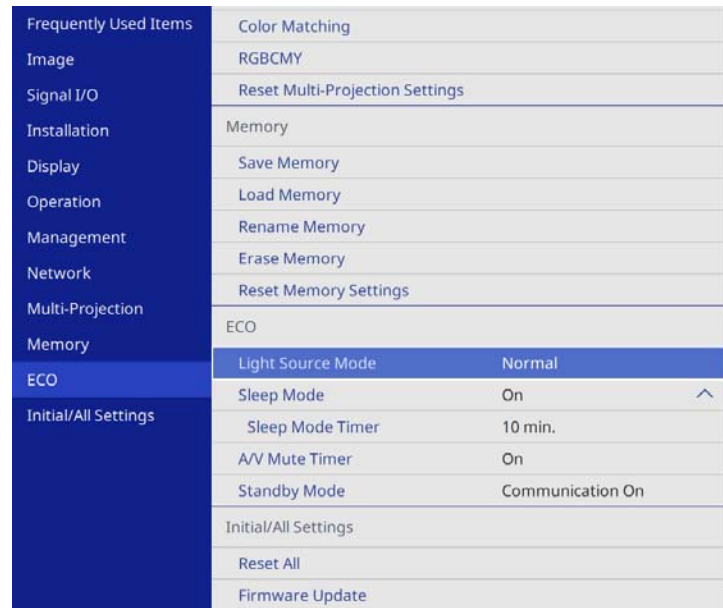 Frequently Used Items
Image
Signal I/O
Installation
Display
Operation
Management
Network
Multi-Projection
Memory
ECO
Initial/All Settings
Color Matching
RGBCMY
Reset Multi-Projection Settings
Memory
Save Memory
Load Memory
Rename Memory
Erase Memory
Reset Memory Settings
ECO
Light Source Mode Normal
Sleep Mode On
Sleep Mode Timer 10 min.
A/V Mute Timer On
Standby Mode Communication On
Initial/All Settings
Reset All
Firmware Update